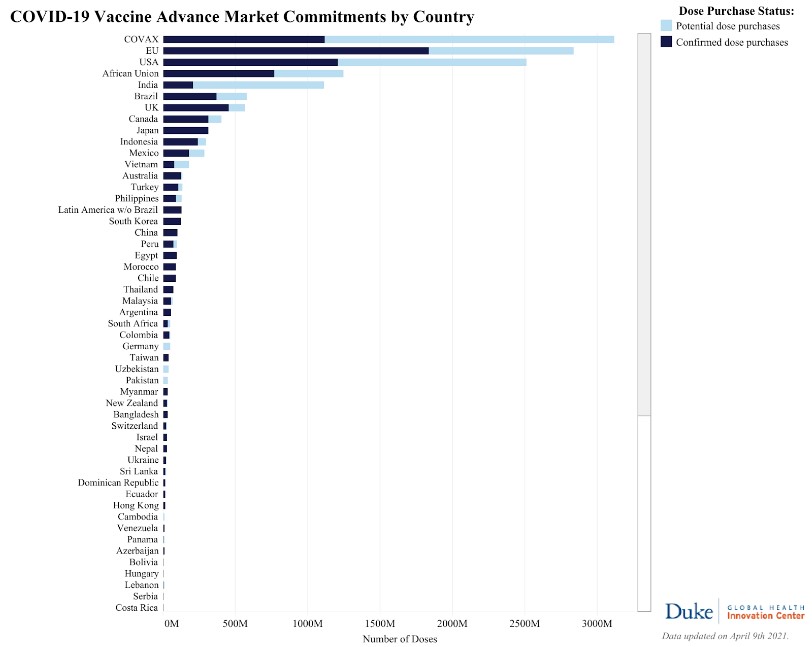 COVID-19 Vaccine Advance Market Commitments by Country
Dose Purchase Status:
Potential dose purchases
Confirmed dose purchases
COVAX
EU
USA
African Union
India
Brazil
UK
Canada
Japan
Indonesia
Mexico
Vietnam
Australia
Turkey
Philippines
Latin America w/o Brazil
South Korea
China
Peru
Egypt
Morocco
Chile
Thailand
Malaysia
Argentina
South Africa
Colombia
Germany
Taiwan
Uzbekistan
Pakistan
Myanmar
New Zealand
Bangladesh
Switzerland
Israel
Nepal
Ukraine
Sri Lanka
Dominican Republic
Ecuador
Hong Kong
Cambodia
Venezuela
Panama
Azerbaijan
Bolivia
Hungary
Lebanon
Serbia
Costa Rica
0M 500M 1000M 1500M 2000M 2500M 3000M
Number of Doses
Duke GLOBAL HEALTH
Innovation Center
Data updated on April 9th 2021.